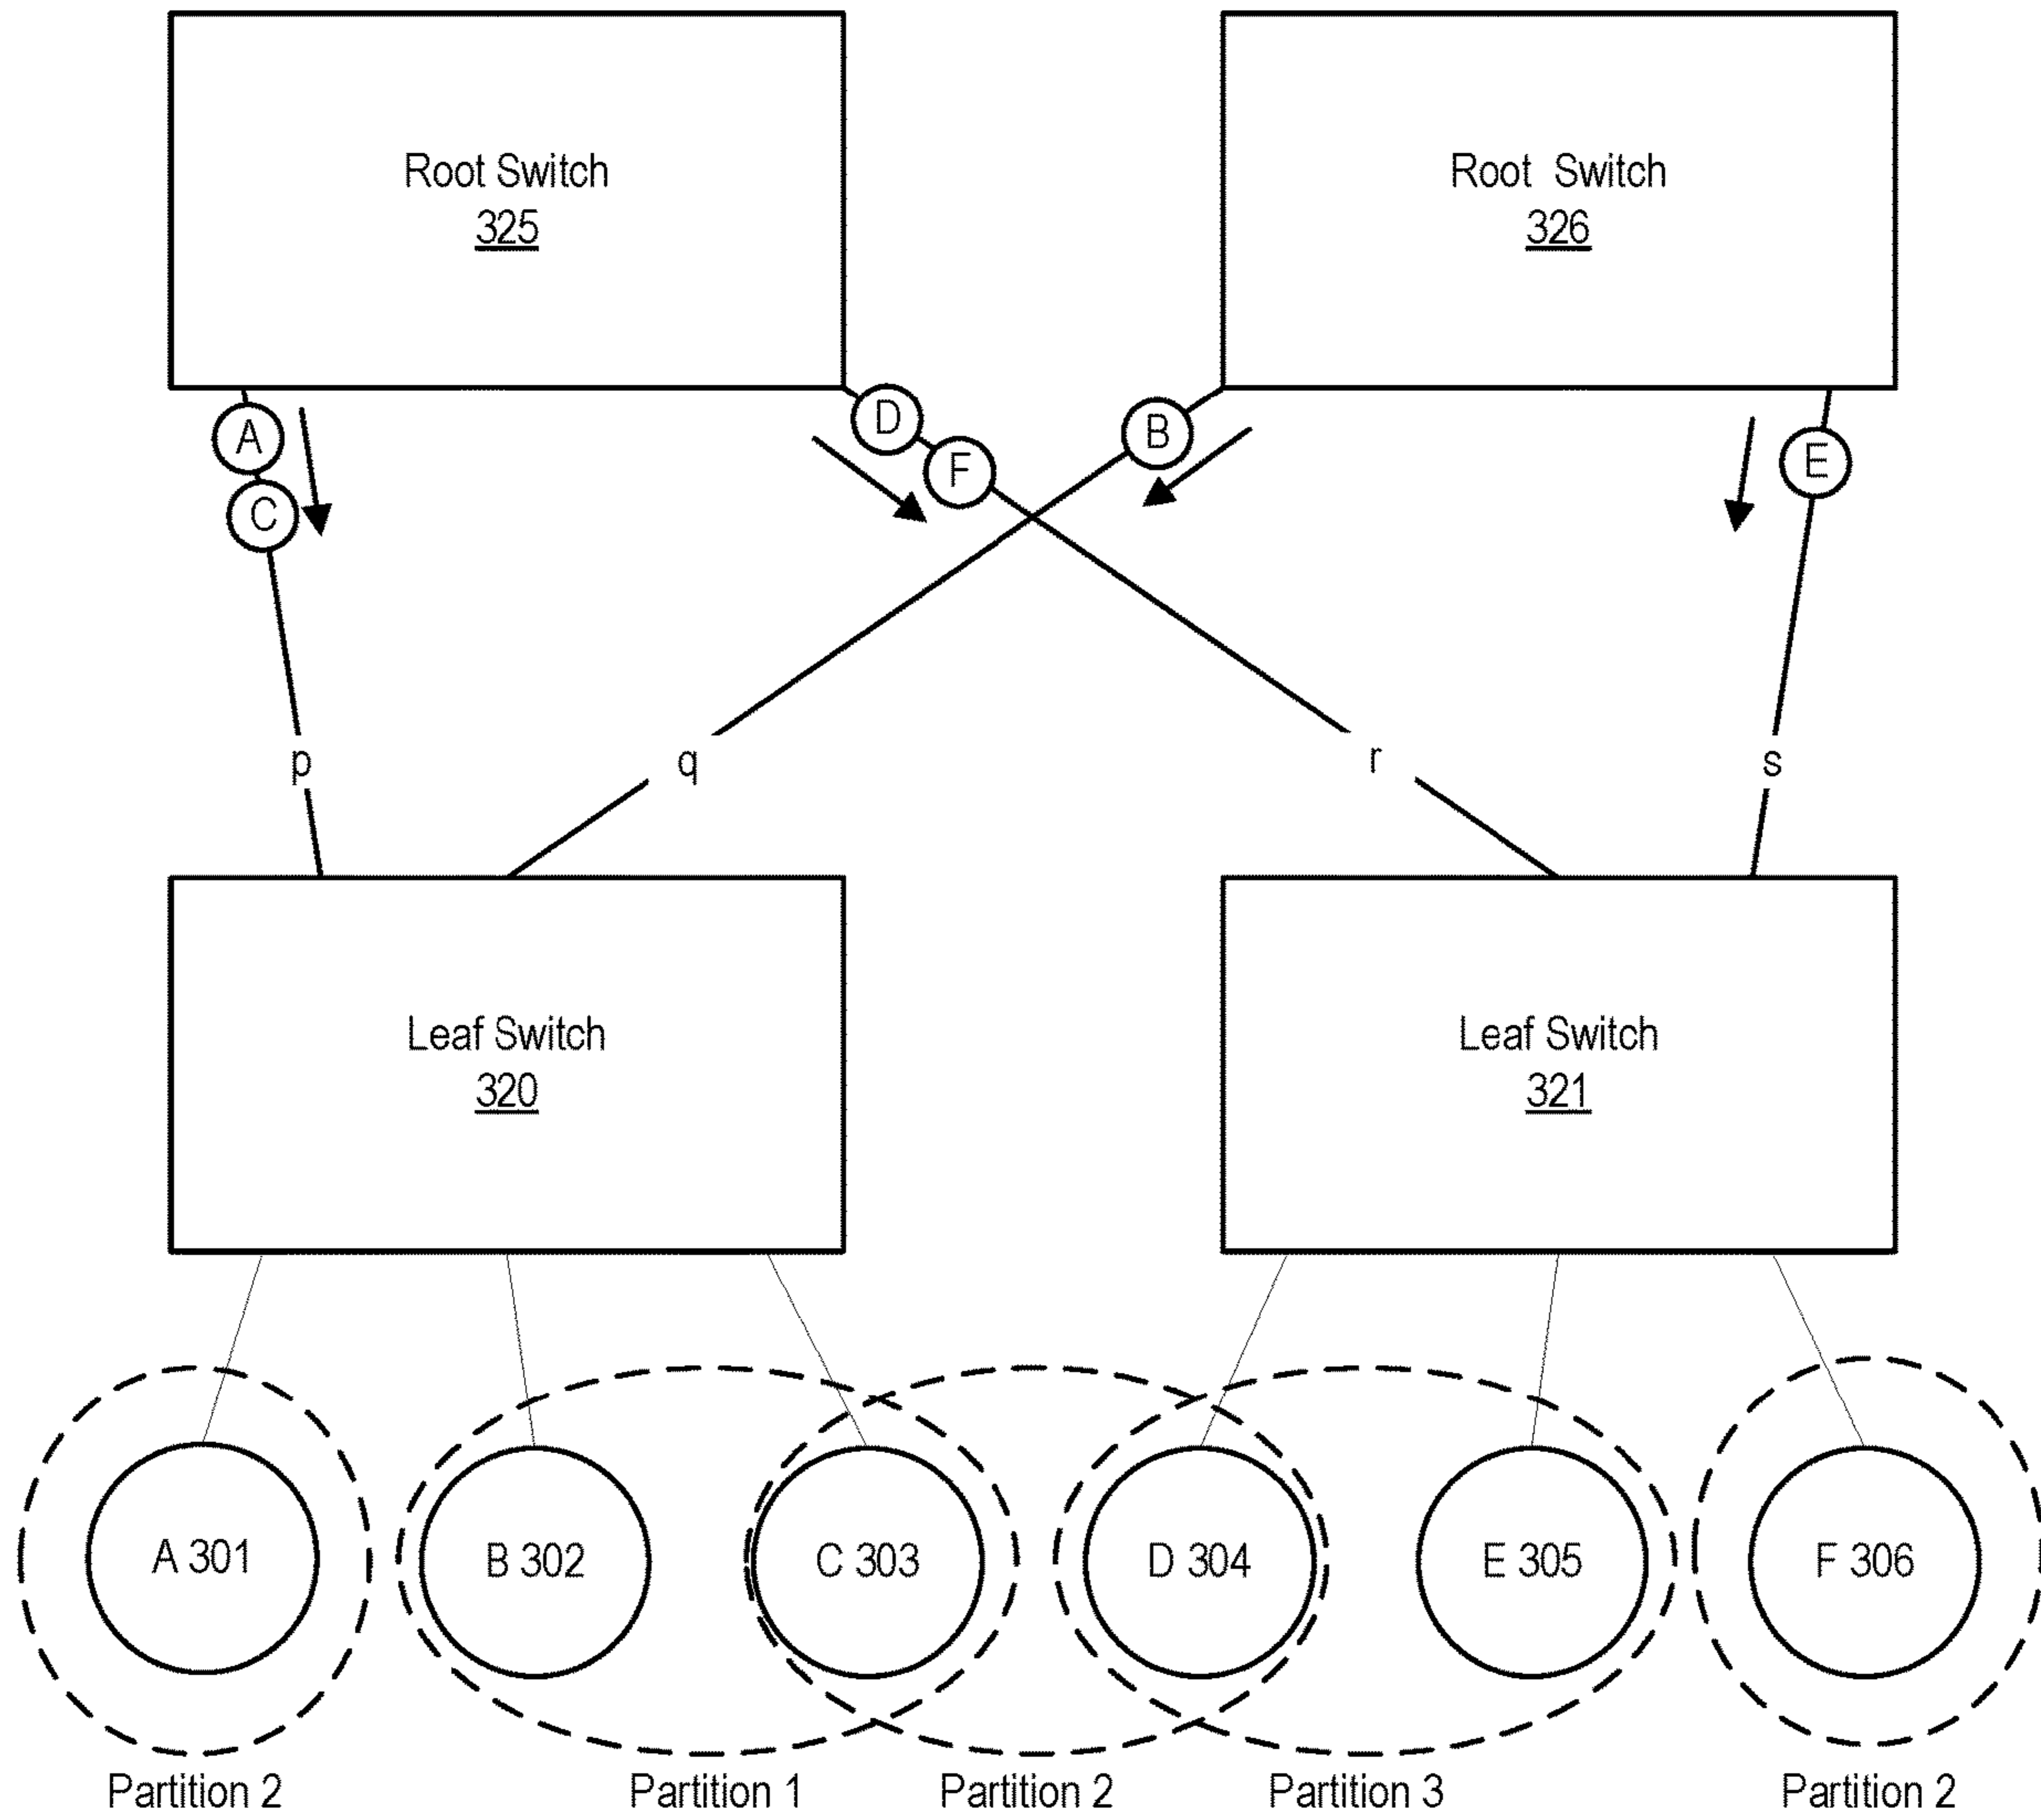 Root Switch
325
Root Switch
326
A
C
D
F
B
E
p
q
r
s
Leaf Switch
320
Leaf Switch
321
A 301
B 302
C 303
D 304
E 305
F 306
Partition 2
Partition 1
Partition 2
Partition 3
Partition 2